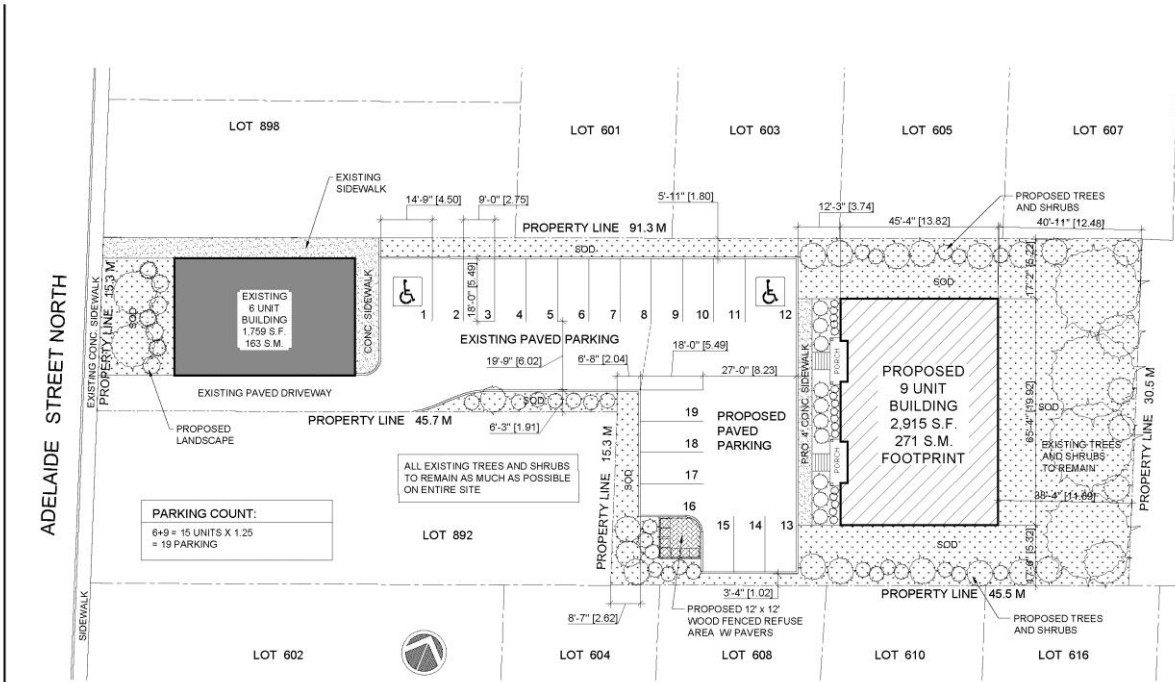 LOT 898
LOT 601
LOT 603
LOT 605
LOT 607
EXISTING
SIDEWALK
14'-9" [4.50]
9'-0" [2.75]
5'-11" [1.80]
12'-3" [3.74]
PROPOSED TREES
AND SHRUBS
45'-4" [13.82]
40'-11" [12.48]
PROPERTY LINE 91.3 M
SOD
ADELAIDE STREET NORTH
EXISTING CONC. SIDEWALK
PROPERTY LINE 15.3 M
SOD
EXISTING
6 UNIT
BUILDING
1,759 S.F.
163 S.M.
CONC. SIDEWALK
18'-0" [5.49]
1
2
3
4
5
6
7
8
9
10
11
12
EXISTING PAVED PARKING
SOD
17'-2" [5.22]
19'-9" [6.02]
6'-8" [2.04]
18'-0" [5.49]
27'-0" [8.23]
EXISTING PAVED DRIVEWAY
SOD
PROPOSED
LANDSCAPE
PROPERTY LINE 45.7 M
6'-3" [1.91]
19
18
17
16
PROPOSED
PAVED
PARKING
PRO. 4' CONC. SIDEWALK
PORCH
PORCH
PROPOSED
9 UNIT
BUILDING
2,915 S.F.
271 S.M.
FOOTPRINT
65'-4" [19.92]
SOD
EXISTING TREES
AND SHRUBS
TO REMAIN
38'-4" [11.69]
PROPERTY LINE 30.5 M
ALL EXISTING TREES AND SHRUBS
TO REMAIN AS MUCH AS POSSIBLE
ON ENTIRE SITE
PROPERTY LINE 15.3 M
SOD
PARKING COUNT:
6+9 = 15 UNITS X 1.25
= 19 PARKING
LOT 892
15
14
13
SOD
3'-4" [1.02]
PROPERTY LINE 45.5 M
8'-7" [2.62]
PROPOSED 12' x 12'
WOOD FENCED REFUSE
AREA W/ PAVERS
PROPOSED TREES
AND SHRUBS
SIDEWALK
LOT 602
LOT 604
LOT 608
LOT 610
LOT 616